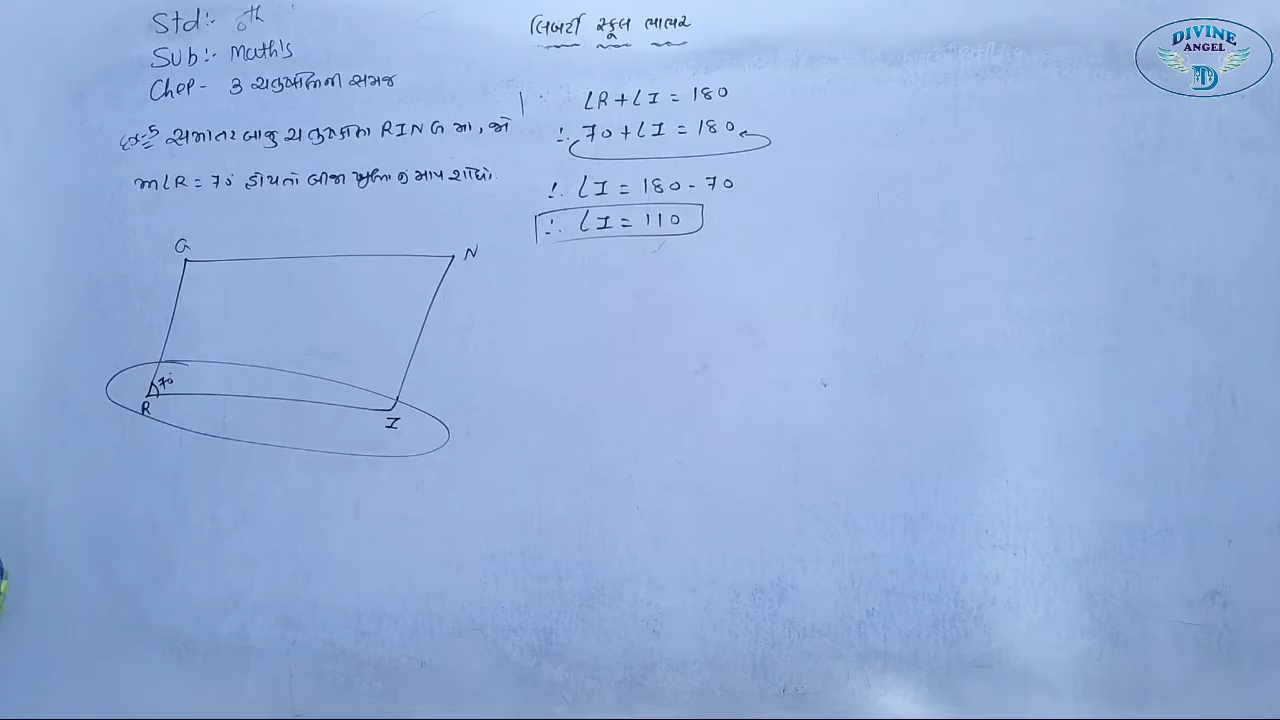 લિબર્ટી સ્કૂલ ભાભર
Std:- 8th
Sub:- Math's
Chep- 3 ચતુષ્કોણની સમજ
ઉદા-5 સમાંતર બાજુ ચતુષ્કોણ RING માં, જો
m∠R = 70° હોય તો બીજા ખૂણાનું માપ શોધો.
G
N
70°
R
I
∠R + ∠I = 180
∴ 70 + ∠I = 180
∴ ∠I = 180 - 70
∴ ∠I = 110
DIVINE
ANGEL
D